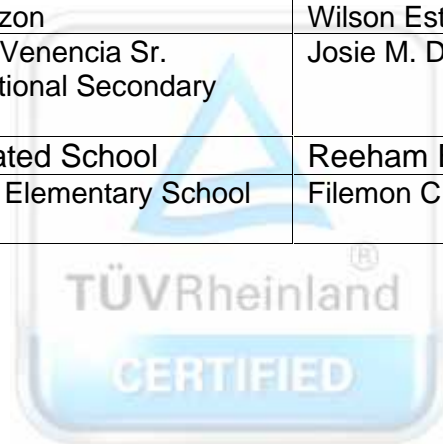 zon Wilson Est
Venencia Sr. Josie M. D
tional Secondary
ated School Reeham
Elementary School Filemon C
®
TÜVRheinland
CERTIFIED